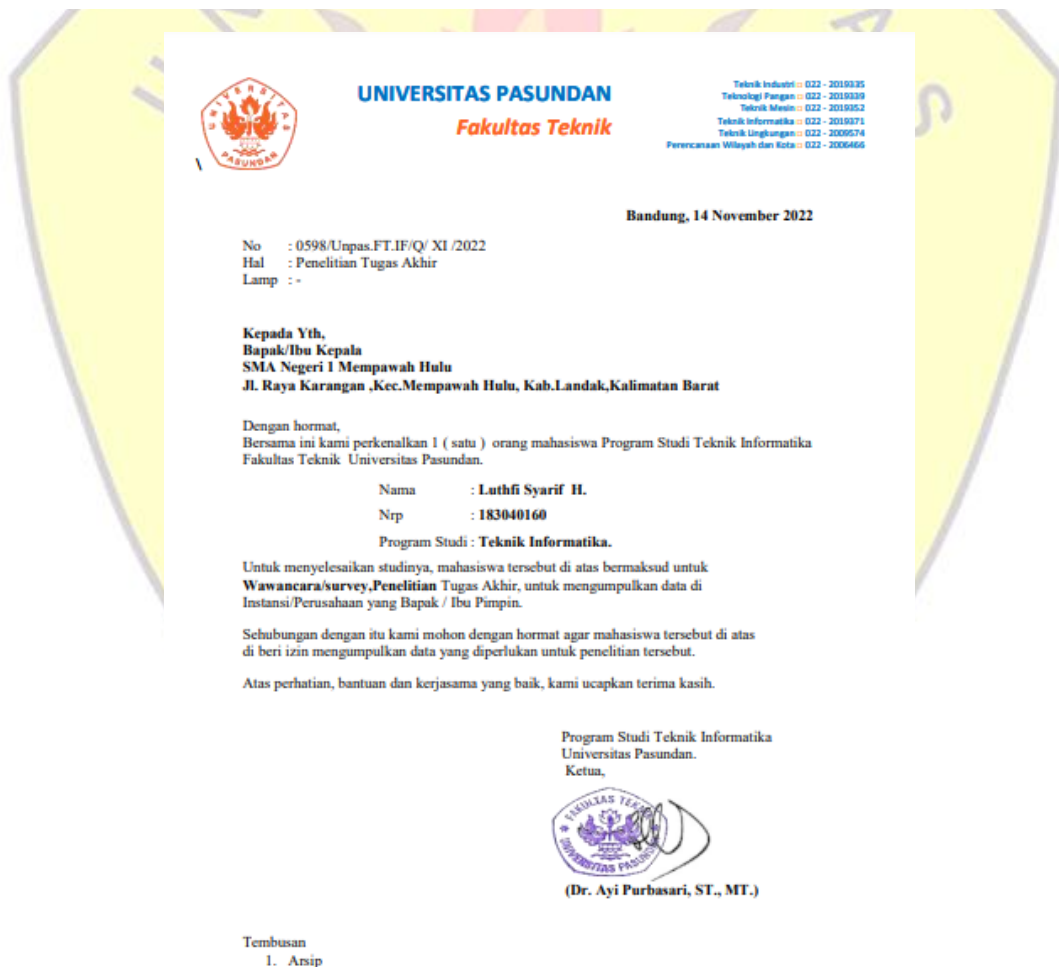 UNIVERSITAS PASUNDAN
Fakultas Teknik
Teknik Industri :: 022 - 2019335
Teknologi Pangan :: 022 - 2019339
Teknik Mesin :: 022 - 2019352
Teknik Informatika :: 022 - 2019371
Teknik Lingkungan :: 022 - 2009574
Perencanaan Wilayah dan Kota :: 022 - 2006466
UNIVERSITAS
PASUNDAN
\
Bandung, 14 November 2022
No : 0598/Unpas.FT.IF/Q/ XI /2022
Hal : Penelitian Tugas Akhir
Lamp : -
Kepada Yth,
Bapak/Ibu Kepala
SMA Negeri 1 Mempawah Hulu
Jl. Raya Karangan ,Kec.Mempawah Hulu, Kab.Landak,Kalimatan Barat
Dengan hormat,
Bersama ini kami perkenalkan 1 ( satu ) orang mahasiswa Program Studi Teknik Informatika
Fakultas Teknik Universitas Pasundan.
Nama : Luthfi Syarif H.
Nrp : 183040160
Program Studi : Teknik Informatika.
Untuk menyelesaikan studinya, mahasiswa tersebut di atas bermaksud untuk
Wawancara/survey,Penelitian Tugas Akhir, untuk mengumpulkan data di
Instansi/Perusahaan yang Bapak / Ibu Pimpin.
Sehubungan dengan itu kami mohon dengan hormat agar mahasiswa tersebut di atas
di beri izin mengumpulkan data yang diperlukan untuk penelitian tersebut.
Atas perhatian, bantuan dan kerjasama yang baik, kami ucapkan terima kasih.
Program Studi Teknik Informatika
Universitas Pasundan.
Ketua,
FAKULTAS TEK
UNIVERSITAS PASUN
(Dr. Ayi Purbasari, ST., MT.)
Tembusan
1. Arsip